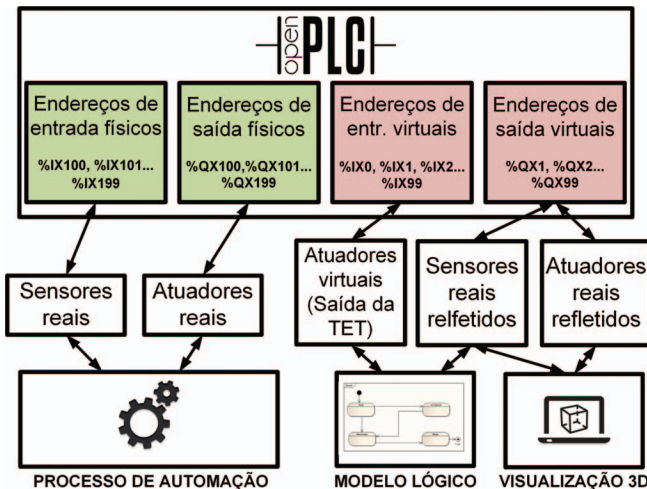 open PLC
Endereços de
entrada físicos
%IX100, %IX101...
%IX199
Endereços de
saída físicos
%QX100,%QX101...
%QX199
Endereços de
entr. virtuais
%IX0, %IX1, %IX2...
%IX99
Endereços de
saída virtuais
%QX1, %QX2...
%QX99
Sensores
reais
Atuadores
reais
Atuadores
virtuais
(Saída da
TET)
Sensores
reais
relfetidos
Atuadores
reais
refletidos
PROCESSO DE AUTOMAÇÃO
MODELO LÓGICO
VISUALIZAÇÃO 3D